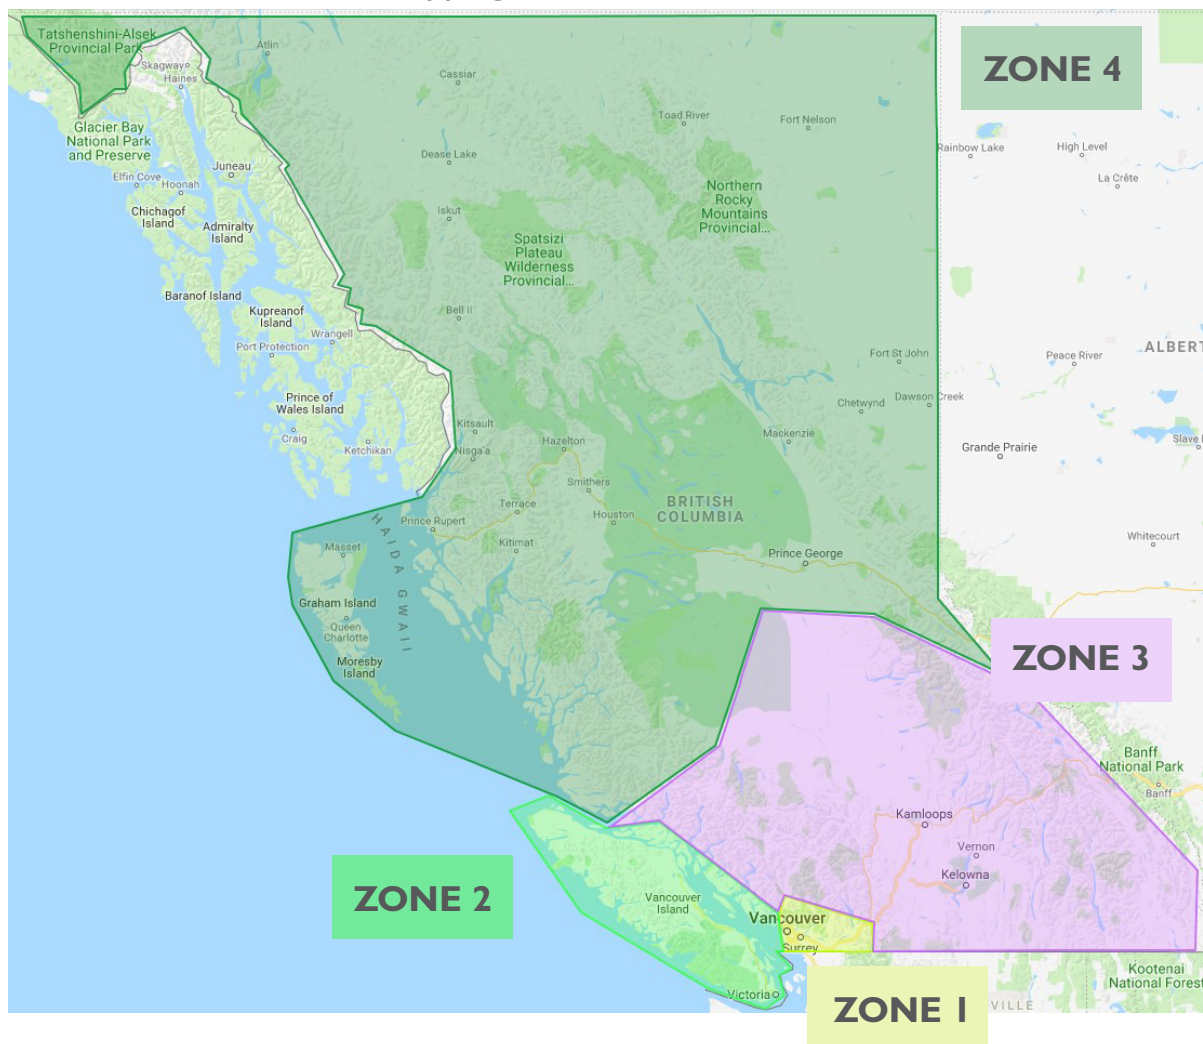 Tatshenshini-Alsek
Provincial Park
Atlin
Skagway
Haines
Cassiar
ZONE 4
Toad River
Fort Nelson
Glacier Bay
National Park
and Preserve
Juneau
Dease Lake
Rainbow Lake
High Level
Elfin Cove
Hoonah
La Crête
Chichagof
Island
Admiralty
Island
Iskut
Northern
Rocky
Mountains
Provincial...
Spatsizi
Plateau
Wilderness
Provincial...
Baranof Island
Kupreanof
Island
Bell II
Wrangell
Port Protection
Fort St John
Peace River
ALBERT
Prince of
Wales Island
Chetwynd
Dawson Creek
Craig
Ketchikan
Kitsault
Nisga'a
Hazelton
Mackenzie
Grande Prairie
Slave
Smithers
BRITISH
COLUMBIA
Terrace
Houston
Prince Rupert
HAIDA GWAII
Masset
Kitimat
Prince George
Whitecourt
Graham Island
Queen
Charlotte
Moresby
Island
ZONE 3
Banff
National Park
Banff
Kamloops
Vernon
Kelowna
ZONE 2
Vancouver
Island
Vancouver
Surrey
Victoria
Kootenai
National Forest
ZONE 1
VILLE